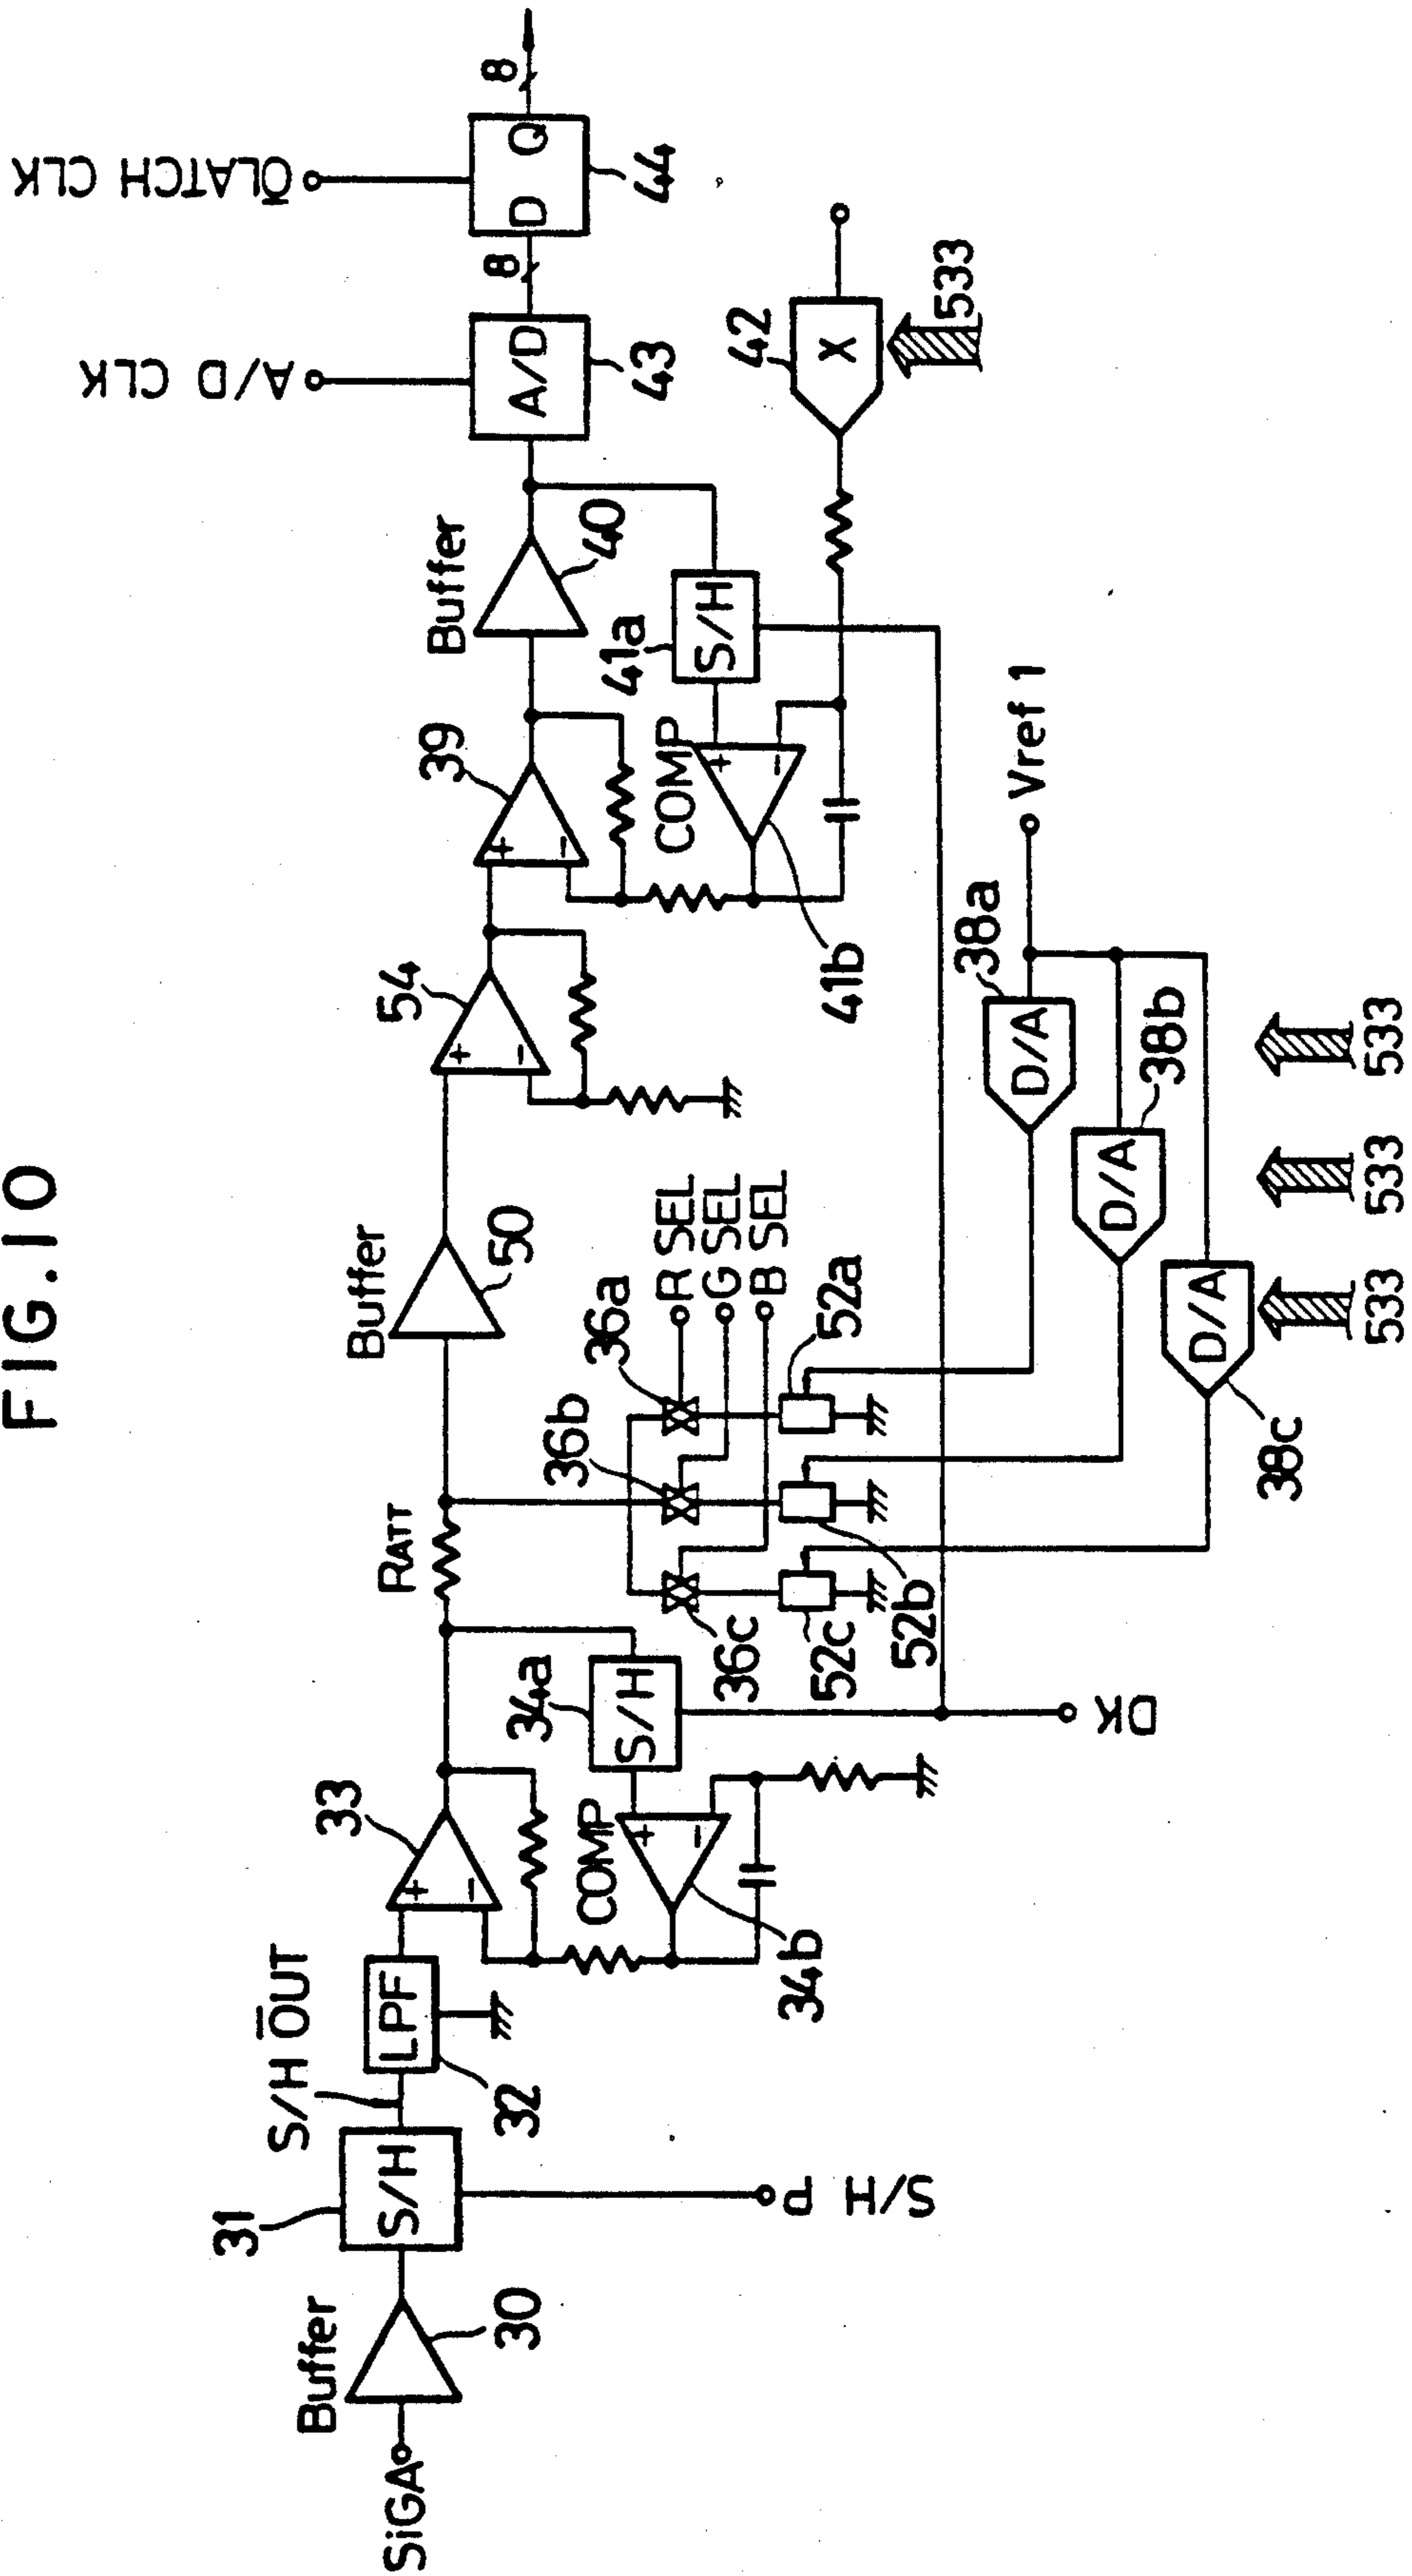 FIG.10
SiGA
Buffer
30
31
S/H
S/H P
S/H OUT
LPF
32
33
+
−
COMP
+
−
34b
34a
S/H
DK
RATT
Buffer
50
36a
36b
36c
R SEL
G SEL
B SEL
52a
52b
52c
54
+
−
39
+
−
Buffer
40
COMP
+
−
41b
41a
S/H
42
X
533
A/D CLK
A/D
43
8
OLATCH CLK
D Q
44
8
Vref 1
38a
D/A
38b
D/A
38c
D/A
533
533
533